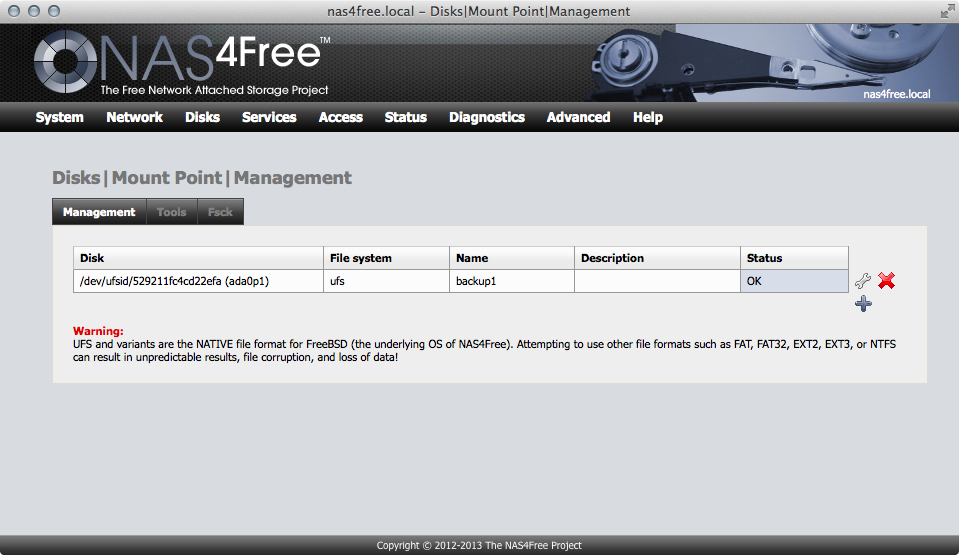 nas4free.local – Disks|Mount Point|Management
NAS4Free™
The Free Network Attached Storage Project
nas4free.local
System Network Disks Services Access Status Diagnostics Advanced Help
Disks|Mount Point|Management
Management Tools Fsck
Disk File system Name Description Status
/dev/ufsid/529211fc4cd22efa (ada0p1) ufs backup1 OK
Warning:
UFS and variants are the NATIVE file format for FreeBSD (the underlying OS of NAS4Free). Attempting to use other file formats such as FAT, FAT32, EXT2, EXT3, or NTFS
can result in unpredictable results, file corruption, and loss of data!
Copyright © 2012-2013 The NAS4Free Project